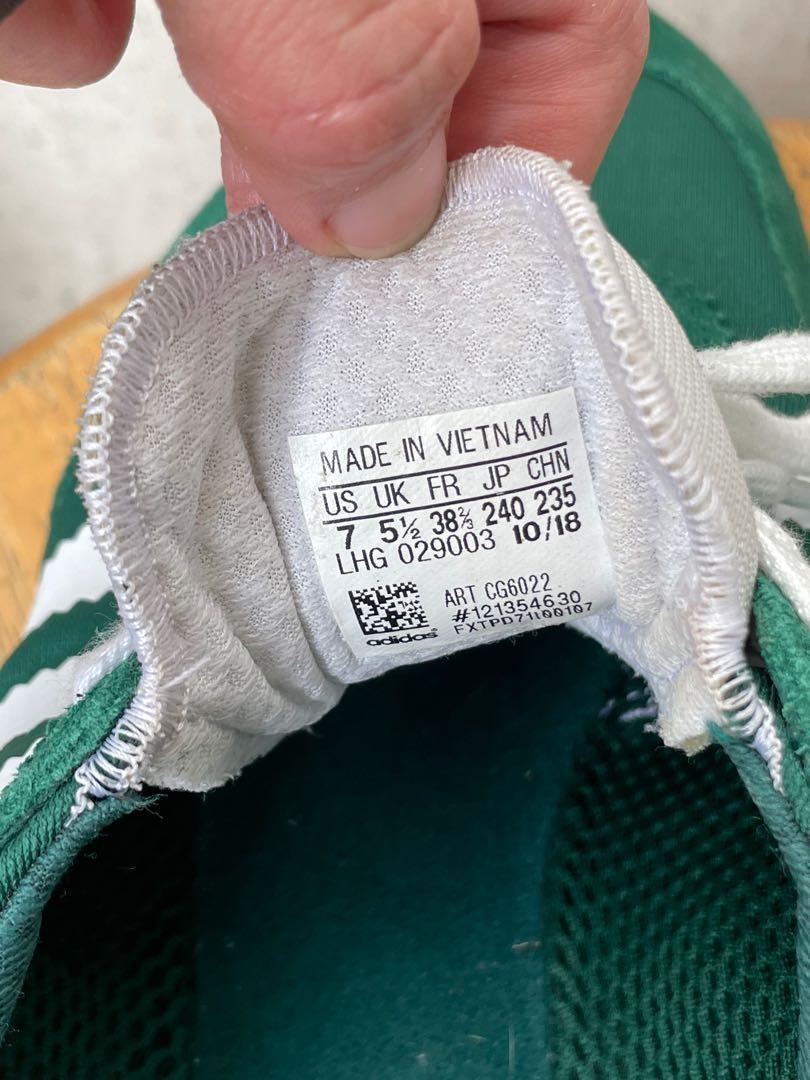 MADE IN VIETNAM
US UK FR JP CHN
7 5½ 38⅔ 240 235
LHG 029003 10/18
ART CG6022
#121354630
FXTPD71I00107
adidas